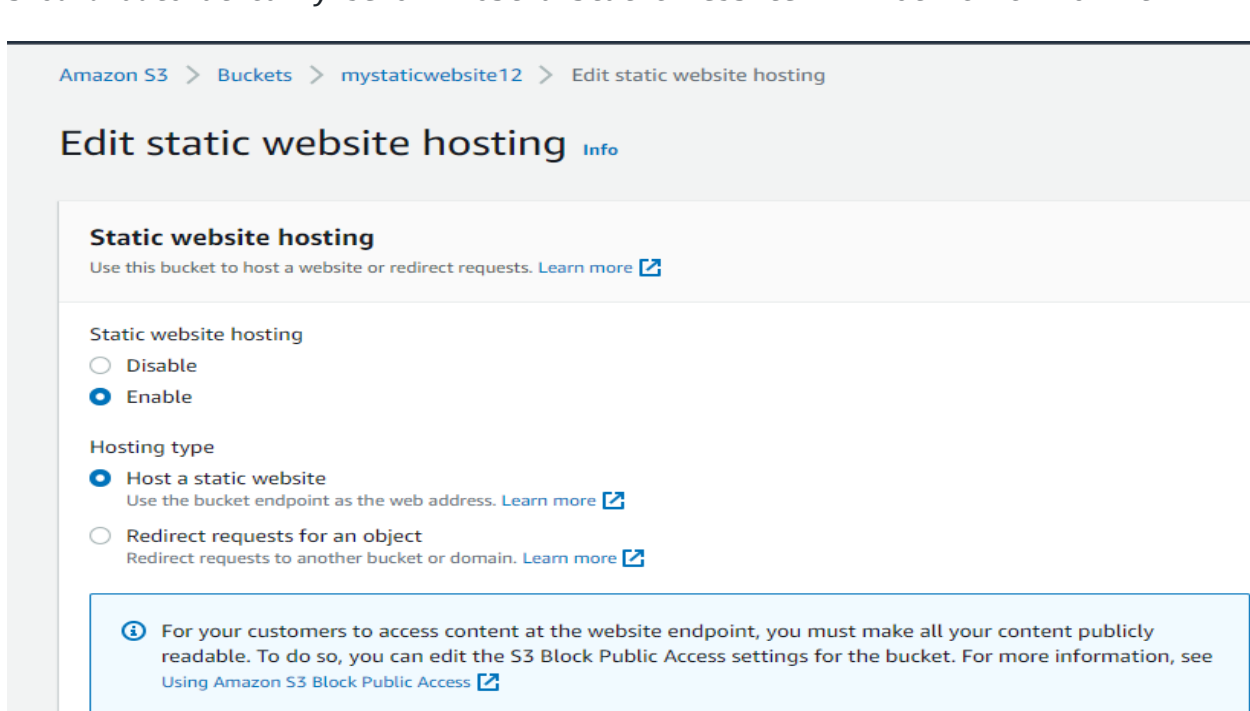 Amazon S3 > Buckets > mystaticwebsite12 > Edit static website hosting
Edit static website hosting Info
Static website hosting
Use this bucket to host a website or redirect requests. Learn more
Static website hosting
Disable
Enable
Hosting type
Host a static website
Use the bucket endpoint as the web address. Learn more
Redirect requests for an object
Redirect requests to another bucket or domain. Learn more
For your customers to access content at the website endpoint, you must make all your content publicly
readable. To do so, you can edit the S3 Block Public Access settings for the bucket. For more information, see
Using Amazon S3 Block Public Access